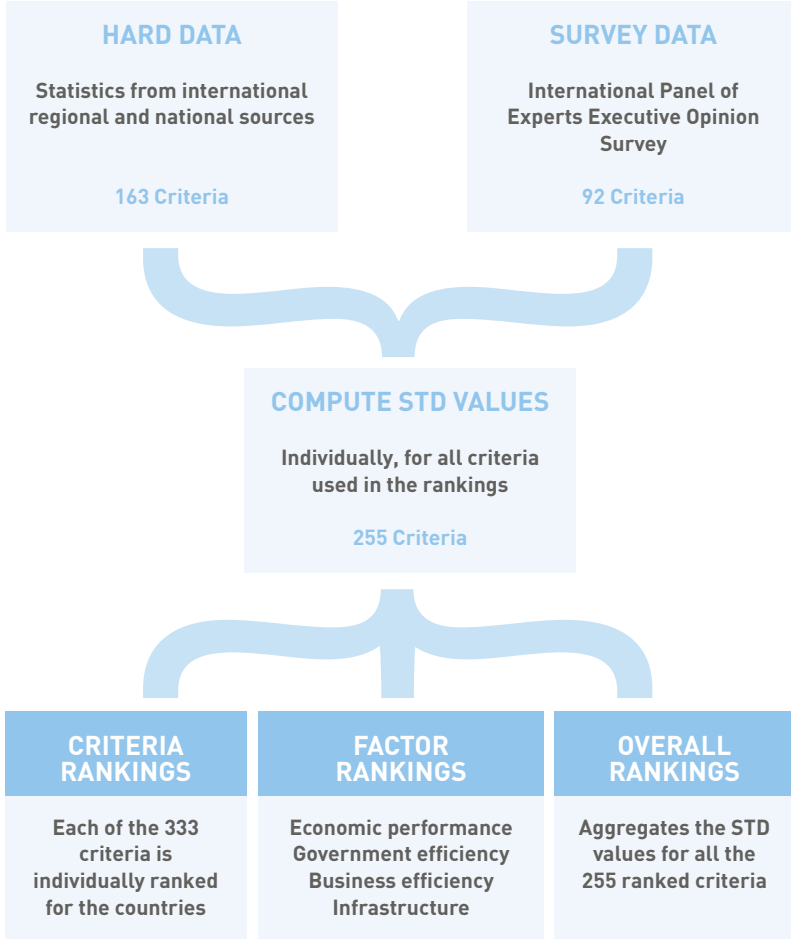 HARD DATA
Statistics from international
regional and national sources
163 Criteria
SURVEY DATA
International Panel of
Experts Executive Opinion
Survey
92 Criteria
COMPUTE STD VALUES
Individually, for all criteria
used in the rankings
255 Criteria
CRITERIA
RANKINGS
Each of the 333
criteria is
individually ranked
for the countries
FACTOR
RANKINGS
Economic performance
Government efficiency
Business efficiency
Infrastructure
OVERALL
RANKINGS
Aggregates the STD
values for all the
255 ranked criteria